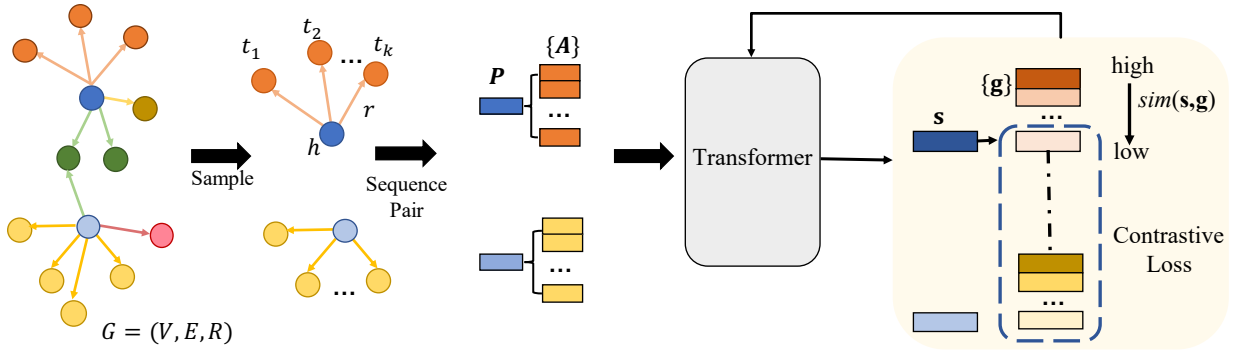 G = (V, E, R)
Sample
t₁
t₂
...
tₖ
r
h
...
Sequence
Pair
P
{A}
...
...
Transformer
s
{g}
...
high
sim(s,g)
low
...
Contrastive
Loss